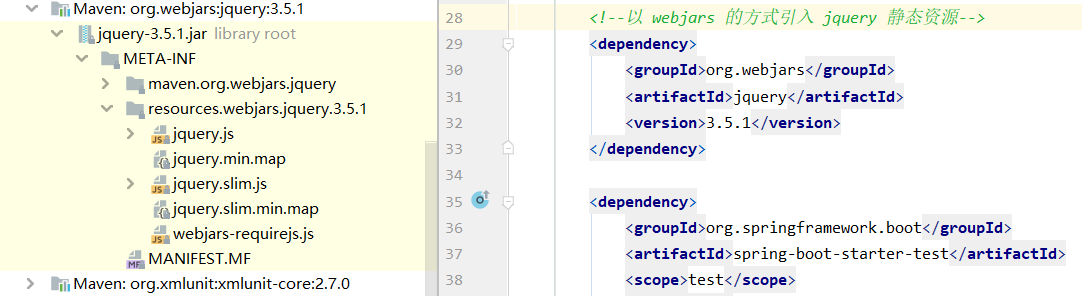 Maven: org.webjars:jquery:3.5.1
jquery-3.5.1.jar library root
META-INF
maven.org.webjars.jquery
resources.webjars.jquery.3.5.1
jquery.js
jquery.min.map
jquery.slim.js
jquery.slim.min.map
webjars-requirejs.js
MANIFEST.MF
Maven: org.xmlunit:xmlunit-core:2.7.0
28 <!--以 webjars 的方式引入 jquery 静态资源-->
29 <dependency>
30 <groupId>org.webjars</groupId>
31 <artifactId>jquery</artifactId>
32 <version>3.5.1</version>
33 </dependency>
34
35 <dependency>
36 <groupId>org.springframework.boot</groupId>
37 <artifactId>spring-boot-starter-test</artifactId>
38 <scope>test</scope>